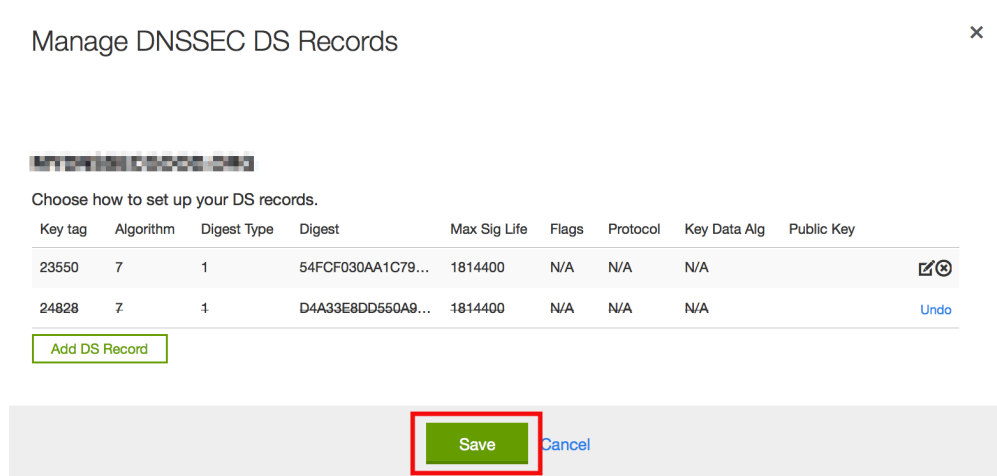 Manage DNSSEC DS Records
Choose how to set up your DS records.
Key tag Algorithm Digest Type Digest Max Sig Life Flags Protocol Key Data Alg Public Key
23550 7 1 54FCF030AA1C79... 1814400 N/A N/A N/A
24828 7 1 D4A33E8DD550A9... 1814400 N/A N/A N/A Undo
Add DS Record
Save Cancel